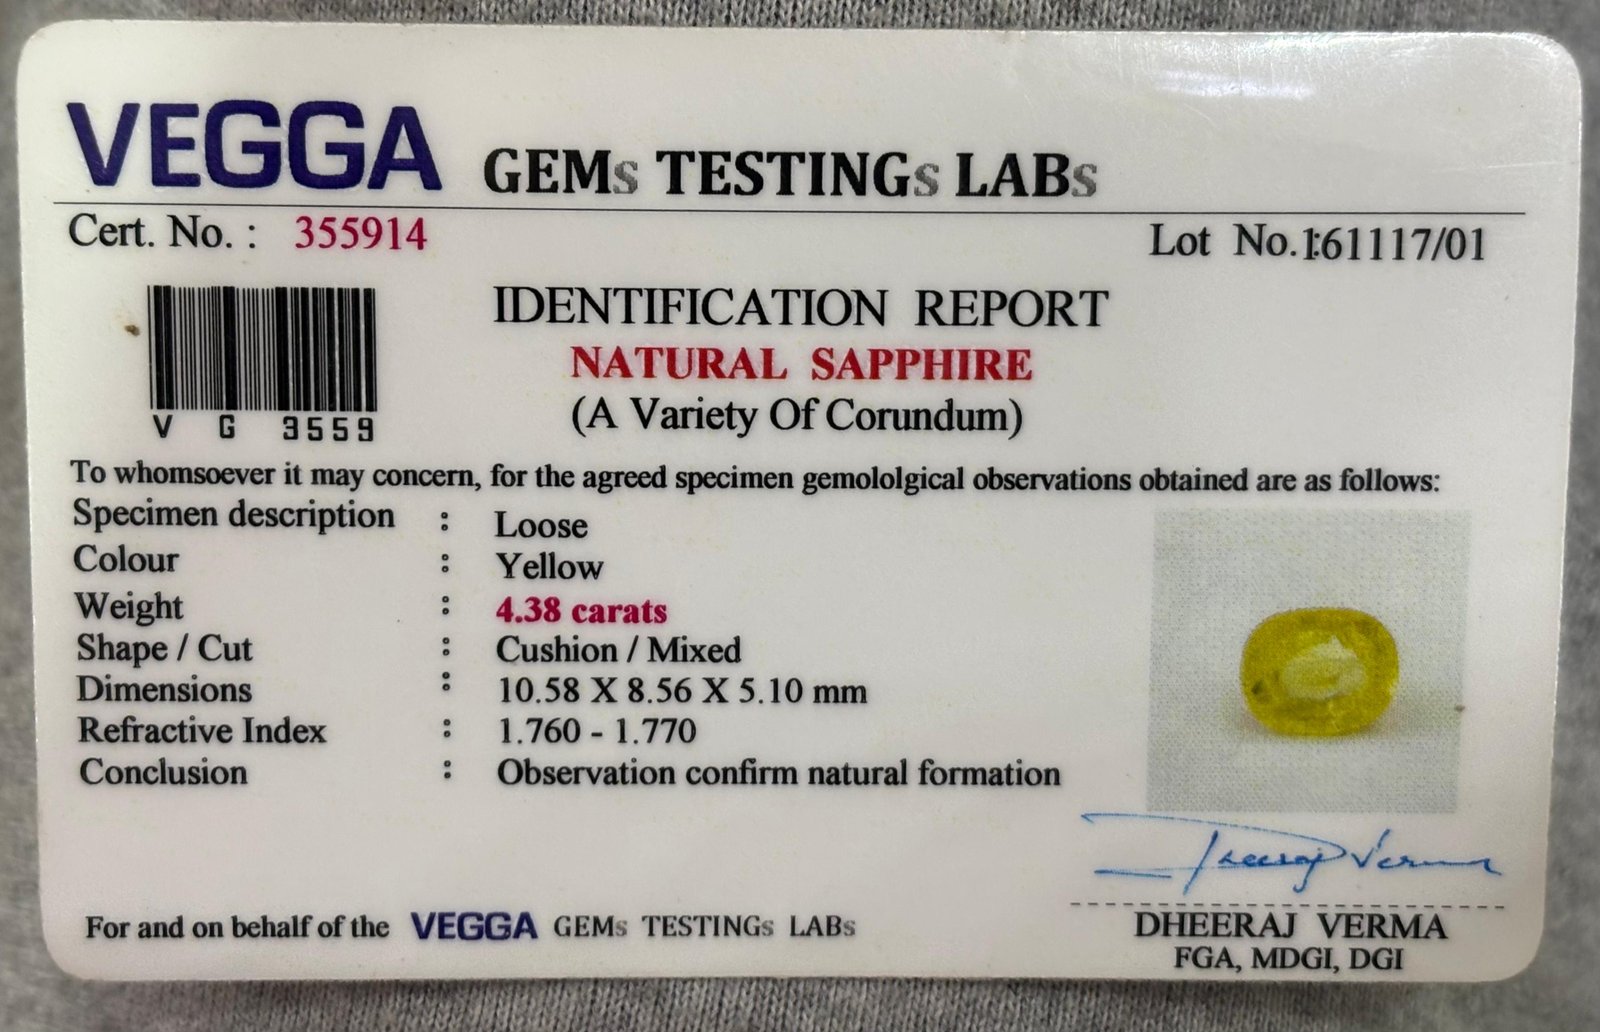 VEGGA GEMs TESTINGs LABs
Cert. No. : 355914
Lot No.:161117/01
IDENTIFICATION REPORT
NATURAL SAPPHIRE
(A Variety Of Corundum)
V G 3559
To whomsoever it may concern, for the agreed specimen gemololgical observations obtained are as follows:
Specimen description : Loose
Colour : Yellow
Weight : 4.38 carats
Shape / Cut : Cushion / Mixed
Dimensions : 10.58 X 8.56 X 5.10 mm
Refractive Index : 1.760 - 1.770
Conclusion : Observation confirm natural formation
Dheeraj Verma
For and on behalf of the VEGGA GEMs TESTINGs LABs
DHEERAJ VERMA
FGA, MDGI, DGI